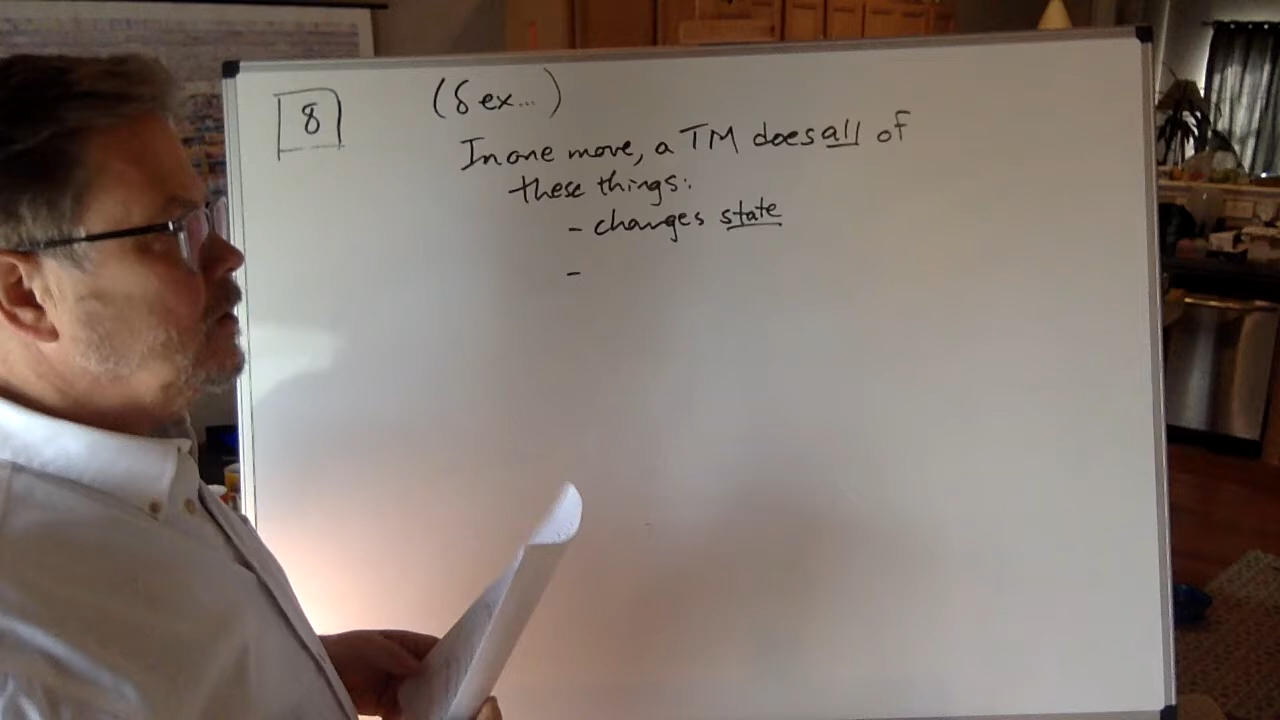 8
(δ ex...)
In one move, a TM does all of
these things:
- changes state
-